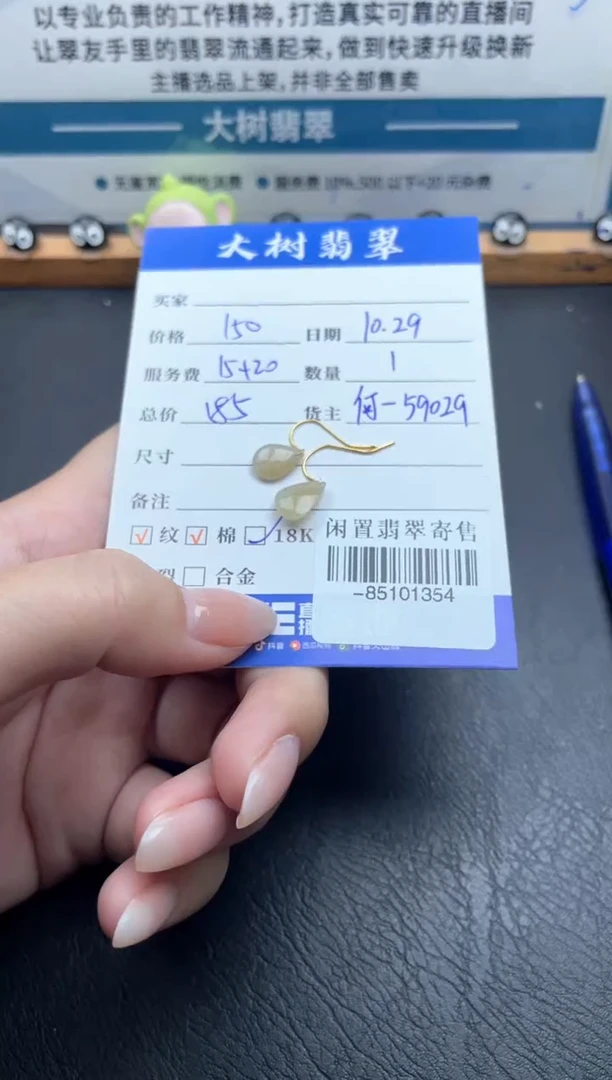 以专业负责的工作精神,打造真实可靠的直播间
让翠友手里的翡翠流通起来,做到快速升级换新
主播选品上架,并非全部售卖
大树翡翠
大树翡翠
买家
价格 150 日期 10.29
服务费 15+20 数量 1
总价 185 货主 何-59029
尺寸
备注
√ 纹 √ 棉 ✓ 18K
裂 合金
闲置翡翠寄售
-85101354
直播
抖音